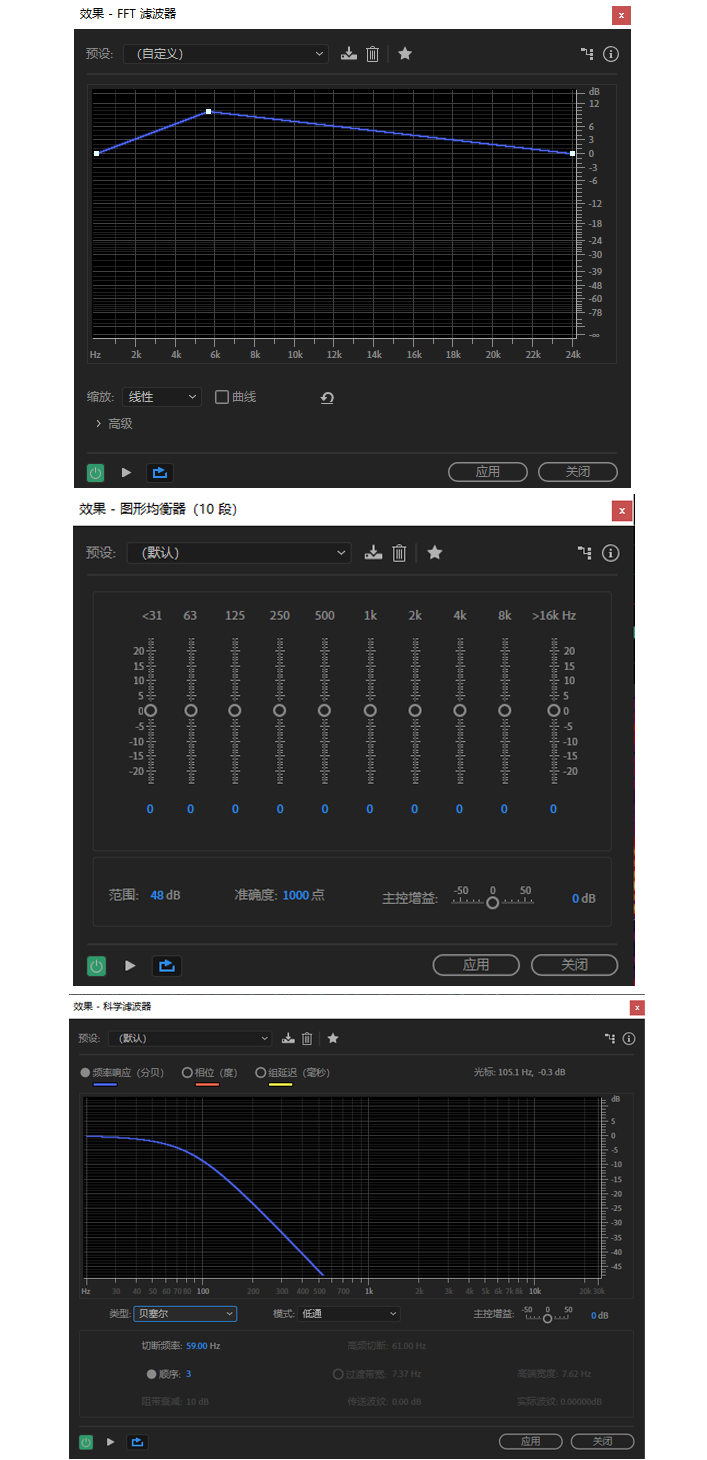 效果 - FFT 滤波器
x
预设: (自定义)
dB
12
6
3
0
-3
-6
-12
-18
-24
-30
-39
-48
-60
-78
-∞
Hz 2k 4k 6k 8k 10k 12k 14k 16k 18k 20k 22k 24k
缩放: 线性 曲线
高级
应用 关闭
效果 - 图形均衡器（10 段）
x
预设: (默认)
<31 63 125 250 500 1k 2k 4k 8k >16k Hz
20 20
15 15
10 10
5 5
0 0
-5 -5
-10 -10
-15 -15
-20 -20
0 0 0 0 0 0 0 0 0 0
范围: 48 dB 准确度: 1000 点 主控增益: -50 0 50 0 dB
应用 关闭
效果 - 科学滤波器
x
预设: (默认)
频率响应（分贝） 相位（度） 组延迟（毫秒） 光标: 105.1 Hz, -0.3 dB
dB
5
0
-5
-10
-15
-20
-25
-30
-35
-40
-45
Hz 30 40 50 60 70 80 100 200 300 400 500 700 1k 2k 3k 4k 5k 6k 7k 8k 10k 20k 30k
类型: 贝塞尔 模式: 低通 主控增益: -50 0 50 0 dB
切断频率: 59.00 Hz 高频切断: 61.00 Hz
顺序: 3 过渡带宽: 7.37 Hz 高端宽度: 7.62 Hz
阻带衰减: 10 dB 传送波纹: 0.00 dB 实际波纹: 0.00000dB
应用 关闭